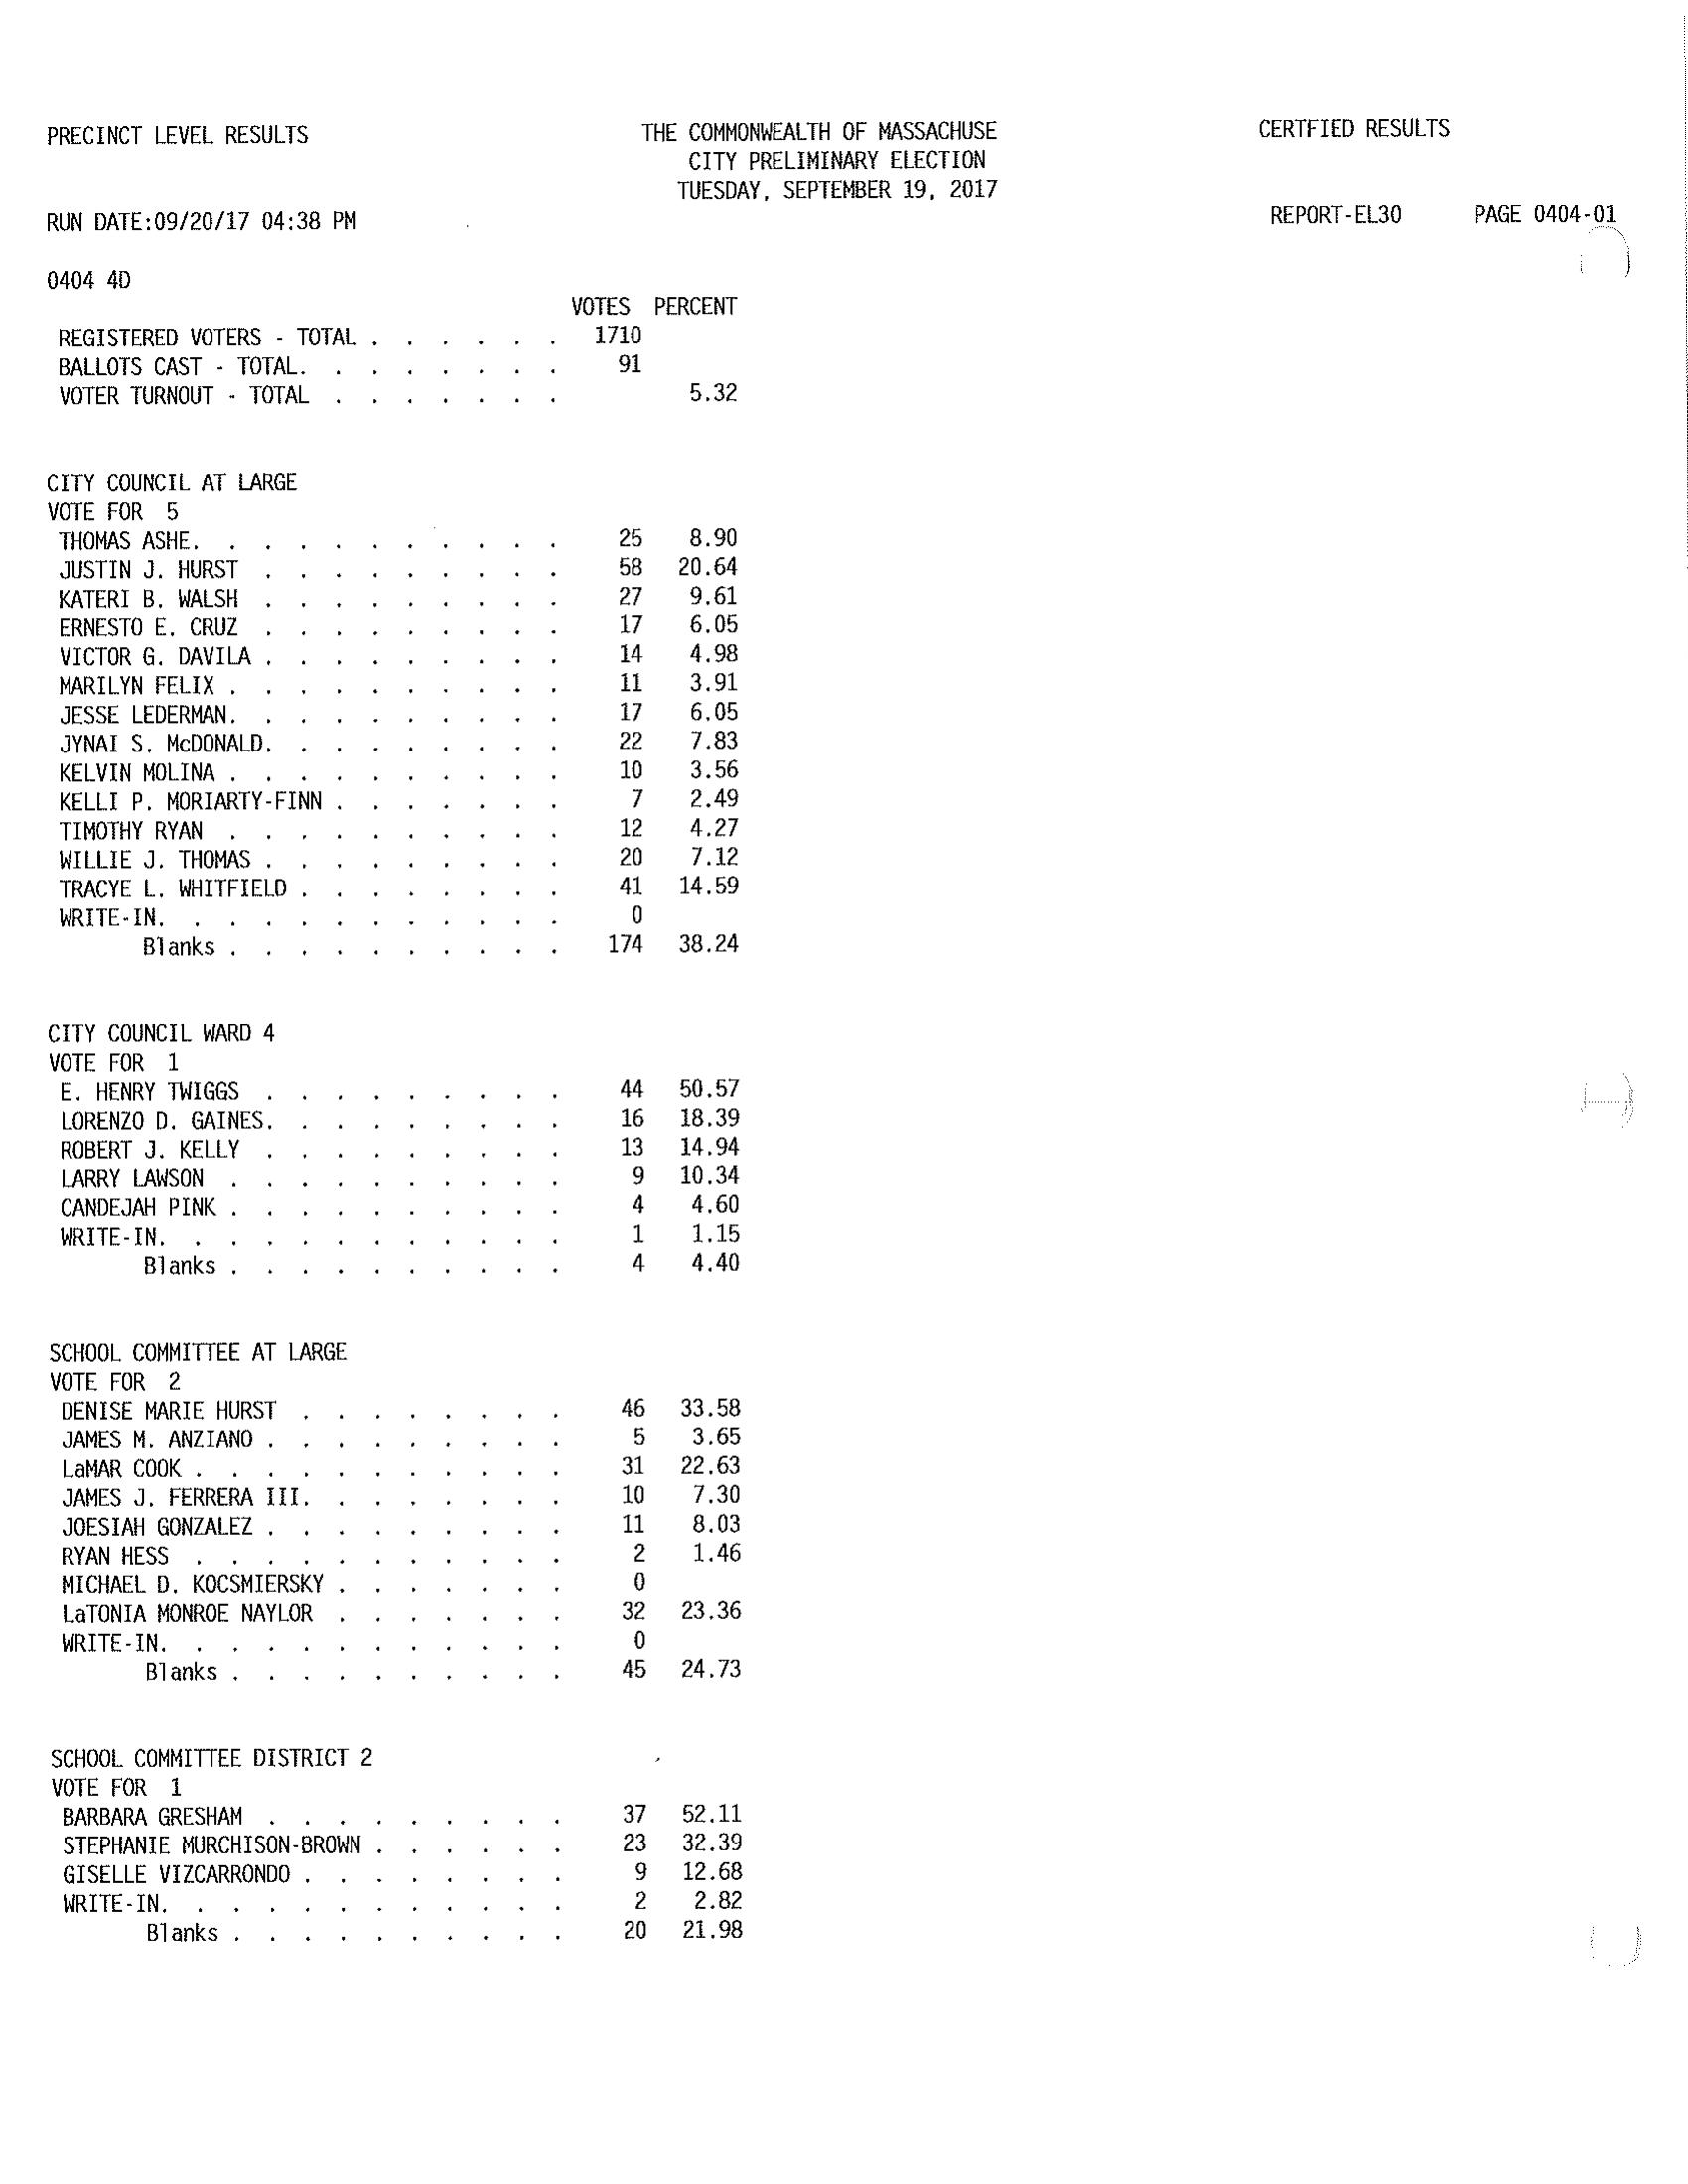 PRECINCT LEVEL RESULTS THE COMMONWEALTH OF MASSACHUSE CERTFIED RESULTS
CITY PRELIMINARY ELECTION
TUESDAY, SEPTEMBER 19, 2017
RUN DATE:09/20/17 04:38 PM REPORT-EL30 PAGE 0404-01
0404 4D
VOTES PERCENT
REGISTERED VOTERS - TOTAL . . . . . . 1710
BALLOTS CAST - TOTAL. . . . . . . . 91
VOTER TURNOUT - TOTAL . . . . . . . 5.32
CITY COUNCIL AT LARGE
VOTE FOR 5
THOMAS ASHE. . . . . . . . . . . 25 8.90
JUSTIN J. HURST . . . . . . . . . 58 20.64
KATERI B. WALSH . . . . . . . . . 27 9.61
ERNESTO E. CRUZ . . . . . . . . . 17 6.05
VICTOR G. DAVILA . . . . . . . . . 14 4.98
MARILYN FELIX . . . . . . . . . . 11 3.91
JESSE LEDERMAN. . . . . . . . . . 17 6.05
JYNAI S. McDONALD. . . . . . . . . 22 7.83
KELVIN MOLINA . . . . . . . . . . 10 3.56
KELLI P. MORIARTY-FINN . . . . . . . 7 2.49
TIMOTHY RYAN . . . . . . . . . . 12 4.27
WILLIE J. THOMAS . . . . . . . . . 20 7.12
TRACYE L. WHITFIELD . . . . . . . . 41 14.59
WRITE-IN. . . . . . . . . . . . 0
Blanks . . . . . . . . . . 174 38.24
CITY COUNCIL WARD 4
VOTE FOR 1
E. HENRY TWIGGS . . . . . . . . . 44 50.57
LORENZO D. GAINES. . . . . . . . . 16 18.39
ROBERT J. KELLY . . . . . . . . . 13 14.94
LARRY LAWSON . . . . . . . . . . 9 10.34
CANDEJAH PINK . . . . . . . . . . 4 4.60
WRITE-IN. . . . . . . . . . . . 1 1.15
Blanks . . . . . . . . . . 4 4.40
SCHOOL COMMITTEE AT LARGE
VOTE FOR 2
DENISE MARIE HURST . . . . . . . . 46 33.58
JAMES M. ANZIANO . . . . . . . . . 5 3.65
LaMAR COOK . . . . . . . . . . . 31 22.63
JAMES J. FERRERA III. . . . . . . . 10 7.30
JOESIAH GONZALEZ . . . . . . . . . 11 8.03
RYAN HESS . . . . . . . . . . . 2 1.46
MICHAEL D. KOCSMIERSKY . . . . . . . 0
LaTONIA MONROE NAYLOR . . . . . . . 32 23.36
WRITE-IN. . . . . . . . . . . . 0
Blanks . . . . . . . . . . 45 24.73
SCHOOL COMMITTEE DISTRICT 2
VOTE FOR 1
BARBARA GRESHAM . . . . . . . . . 37 52.11
STEPHANIE MURCHISON-BROWN . . . . . . 23 32.39
GISELLE VIZCARRONDO . . . . . . . . 9 12.68
WRITE-IN. . . . . . . . . . . . 2 2.82
Blanks . . . . . . . . . . 20 21.98